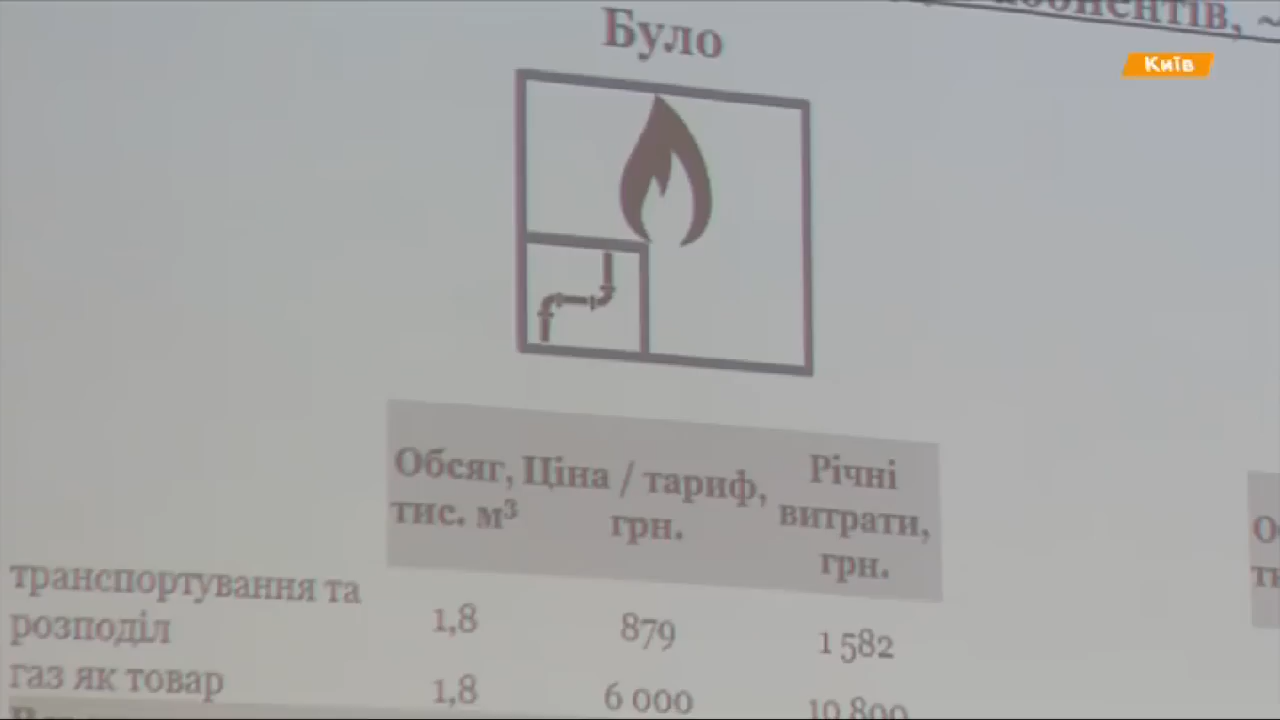 Було
Київ
Обсяг, Ціна / тариф, Річні
тис. м³ грн. витрати,
грн.
транспортування та
розподіл 1,8 879 1 582
газ як товар 1,8 6 000 10 800